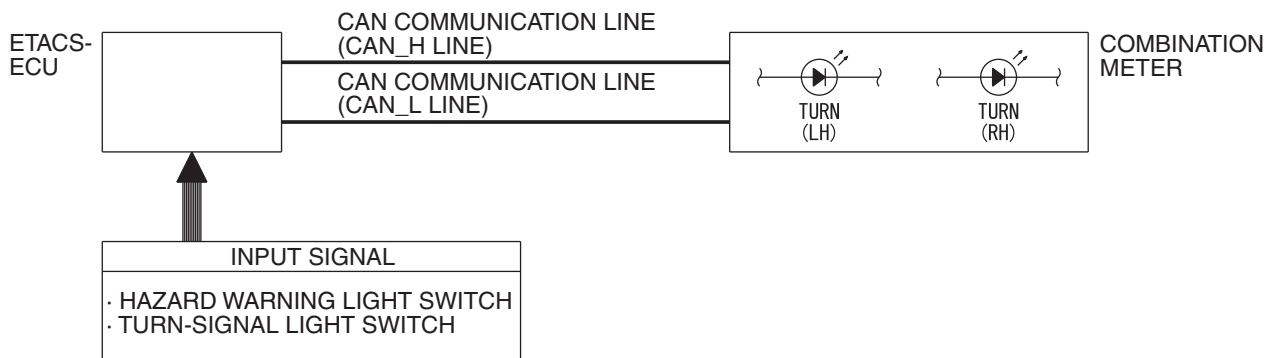 ETACS-
ECU
CAN COMMUNICATION LINE
(CAN_H LINE)
CAN COMMUNICATION LINE
(CAN_L LINE)
TURN
(LH)
TURN
(RH)
COMBINATION
METER
INPUT SIGNAL
· HAZARD WARNING LIGHT SWITCH
· TURN-SIGNAL LIGHT SWITCH